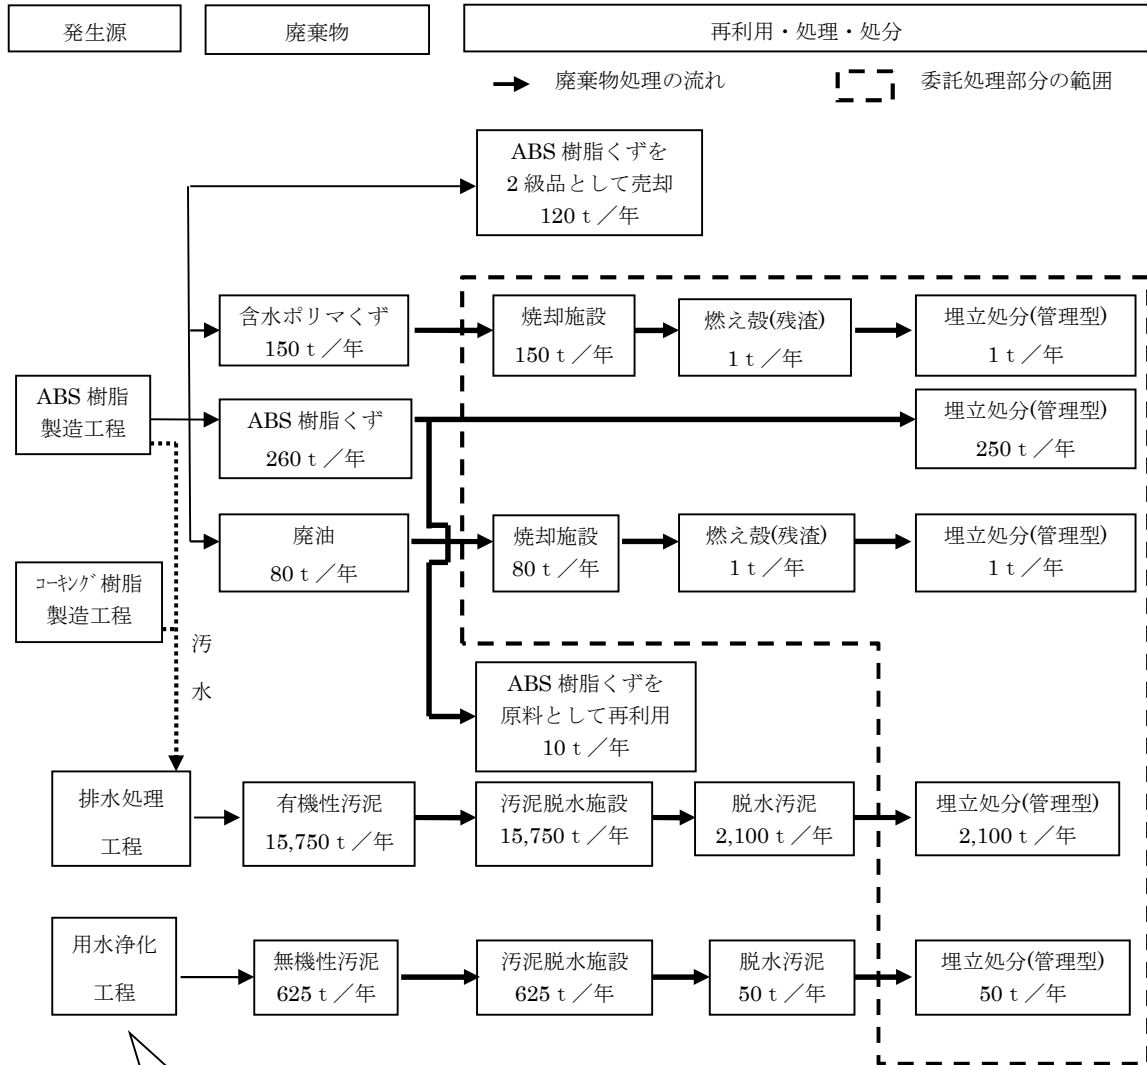 発生源
廃棄物
再利用・処理・処分
廃棄物処理の流れ
委託処理部分の範囲
ABS 樹脂くずを
2 級品として売却
120 t ／年
含水ポリマくず
150 t ／年
焼却施設
150 t ／年
燃え殻(残渣)
1 t ／年
埋立処分(管理型)
1 t ／年
ABS 樹脂
製造工程
ABS 樹脂くず
260 t ／年
埋立処分(管理型)
250 t ／年
廃油
80 t ／年
焼却施設
80 t ／年
燃え殻(残渣)
1 t ／年
埋立処分(管理型)
1 t ／年
ｺｰｷﾝｸﾞ樹脂
製造工程
汚
水
ABS 樹脂くずを
原料として再利用
10 t ／年
排水処理
工程
有機性汚泥
15,750 t ／年
汚泥脱水施設
15,750 t ／年
脱水汚泥
2,100 t ／年
埋立処分(管理型)
2,100 t ／年
用水浄化
工程
無機性汚泥
625 t ／年
汚泥脱水施設
625 t ／年
脱水汚泥
50 t ／年
埋立処分(管理型)
50 t ／年